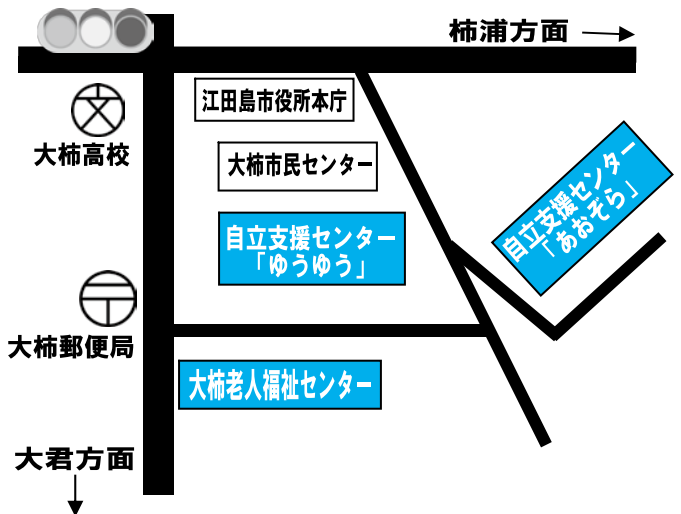 柿浦方面
江田島市役所本庁
大柿高校
大柿市民センター
自立支援センター
「あおぞら」
自立支援センター
「ゆうゆう」
大柿郵便局
大柿老人福祉センター
大君方面